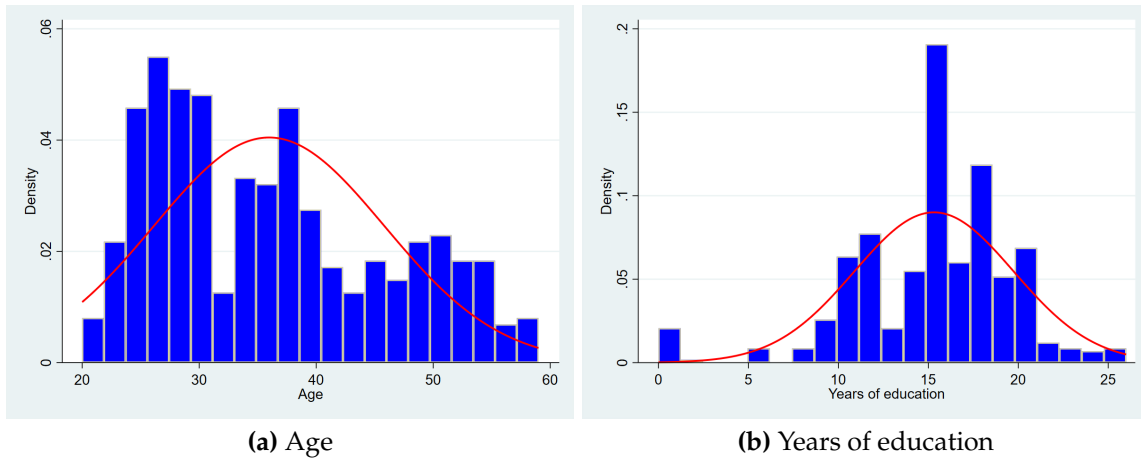 Density
0 .02 .04 .06
20 30 40 50 60
Age
Density
0 .05 .1 .15 .2
0 5 10 15 20 25
Years of education
(a) Age
(b) Years of education